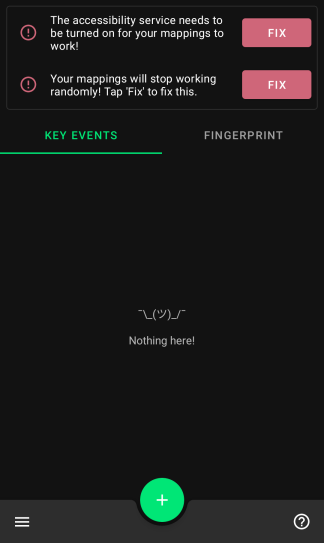 The accessibility service needs to
be turned on for your mappings to
work!
FIX
Your mappings will stop working
randomly! Tap 'Fix' to fix this.
FIX
KEY EVENTS
FINGERPRINT
¯\_(ツ)_/¯
Nothing here!